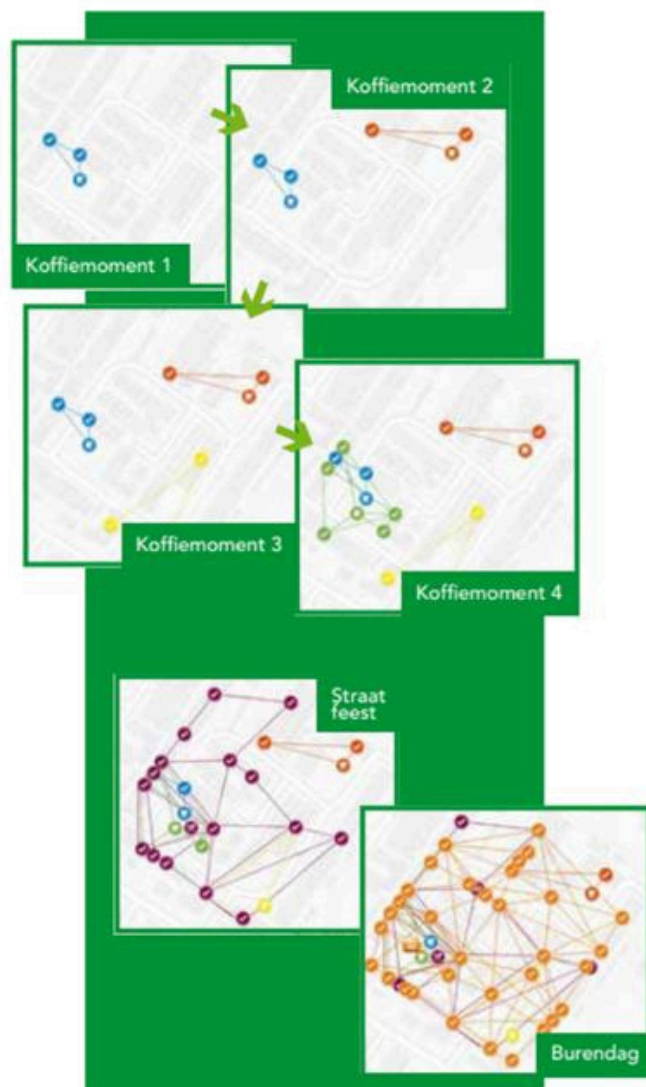 Koffiemoment 1
Koffiemoment 2
Koffiemoment 3
Koffiemoment 4
Straat
feest
Burendag